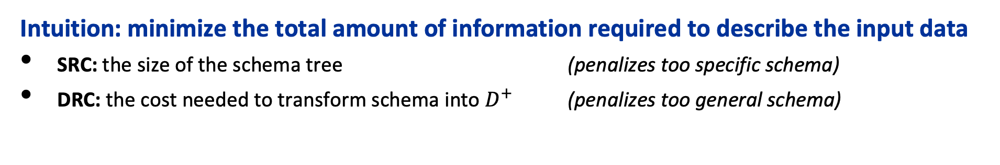 Intuition: minimize the total amount of information required to describe the input data
• SRC: the size of the schema tree (penalizes too specific schema)
• DRC: the cost needed to transform schema into D⁺ (penalizes too general schema)